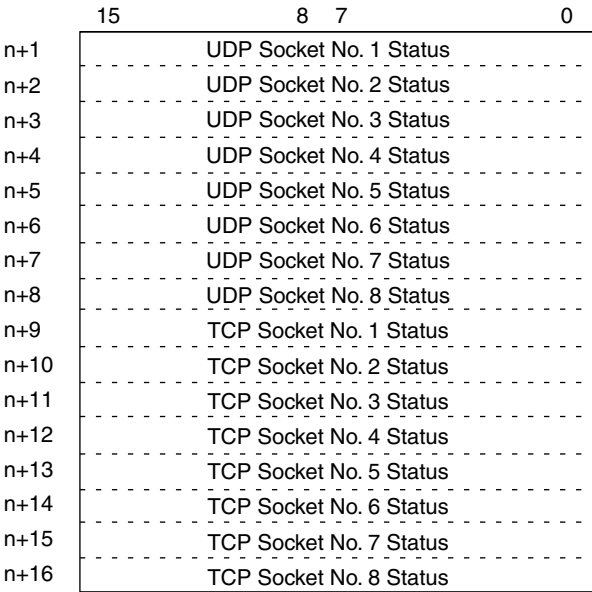 15 8 7 0
n+1 UDP Socket No. 1 Status
n+2 UDP Socket No. 2 Status
n+3 UDP Socket No. 3 Status
n+4 UDP Socket No. 4 Status
n+5 UDP Socket No. 5 Status
n+6 UDP Socket No. 6 Status
n+7 UDP Socket No. 7 Status
n+8 UDP Socket No. 8 Status
n+9 TCP Socket No. 1 Status
n+10 TCP Socket No. 2 Status
n+11 TCP Socket No. 3 Status
n+12 TCP Socket No. 4 Status
n+13 TCP Socket No. 5 Status
n+14 TCP Socket No. 6 Status
n+15 TCP Socket No. 7 Status
n+16 TCP Socket No. 8 Status